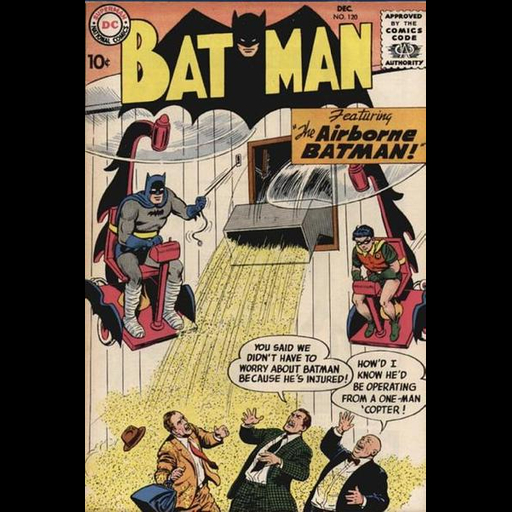 SUPERMAN
DC
NATIONAL COMICS
10¢
BATMAN
DEC.
NO. 120
APPROVED
BY THE
COMICS
CODE
AUTHORITY
Featuring
"The Airborne
BATMAN!"
YOU SAID WE
DIDN'T HAVE TO
WORRY ABOUT BATMAN
BECAUSE HE'S INJURED!
HOW'D I
KNOW HE'D
BE OPERATING
FROM A ONE-MAN
'COPTER!